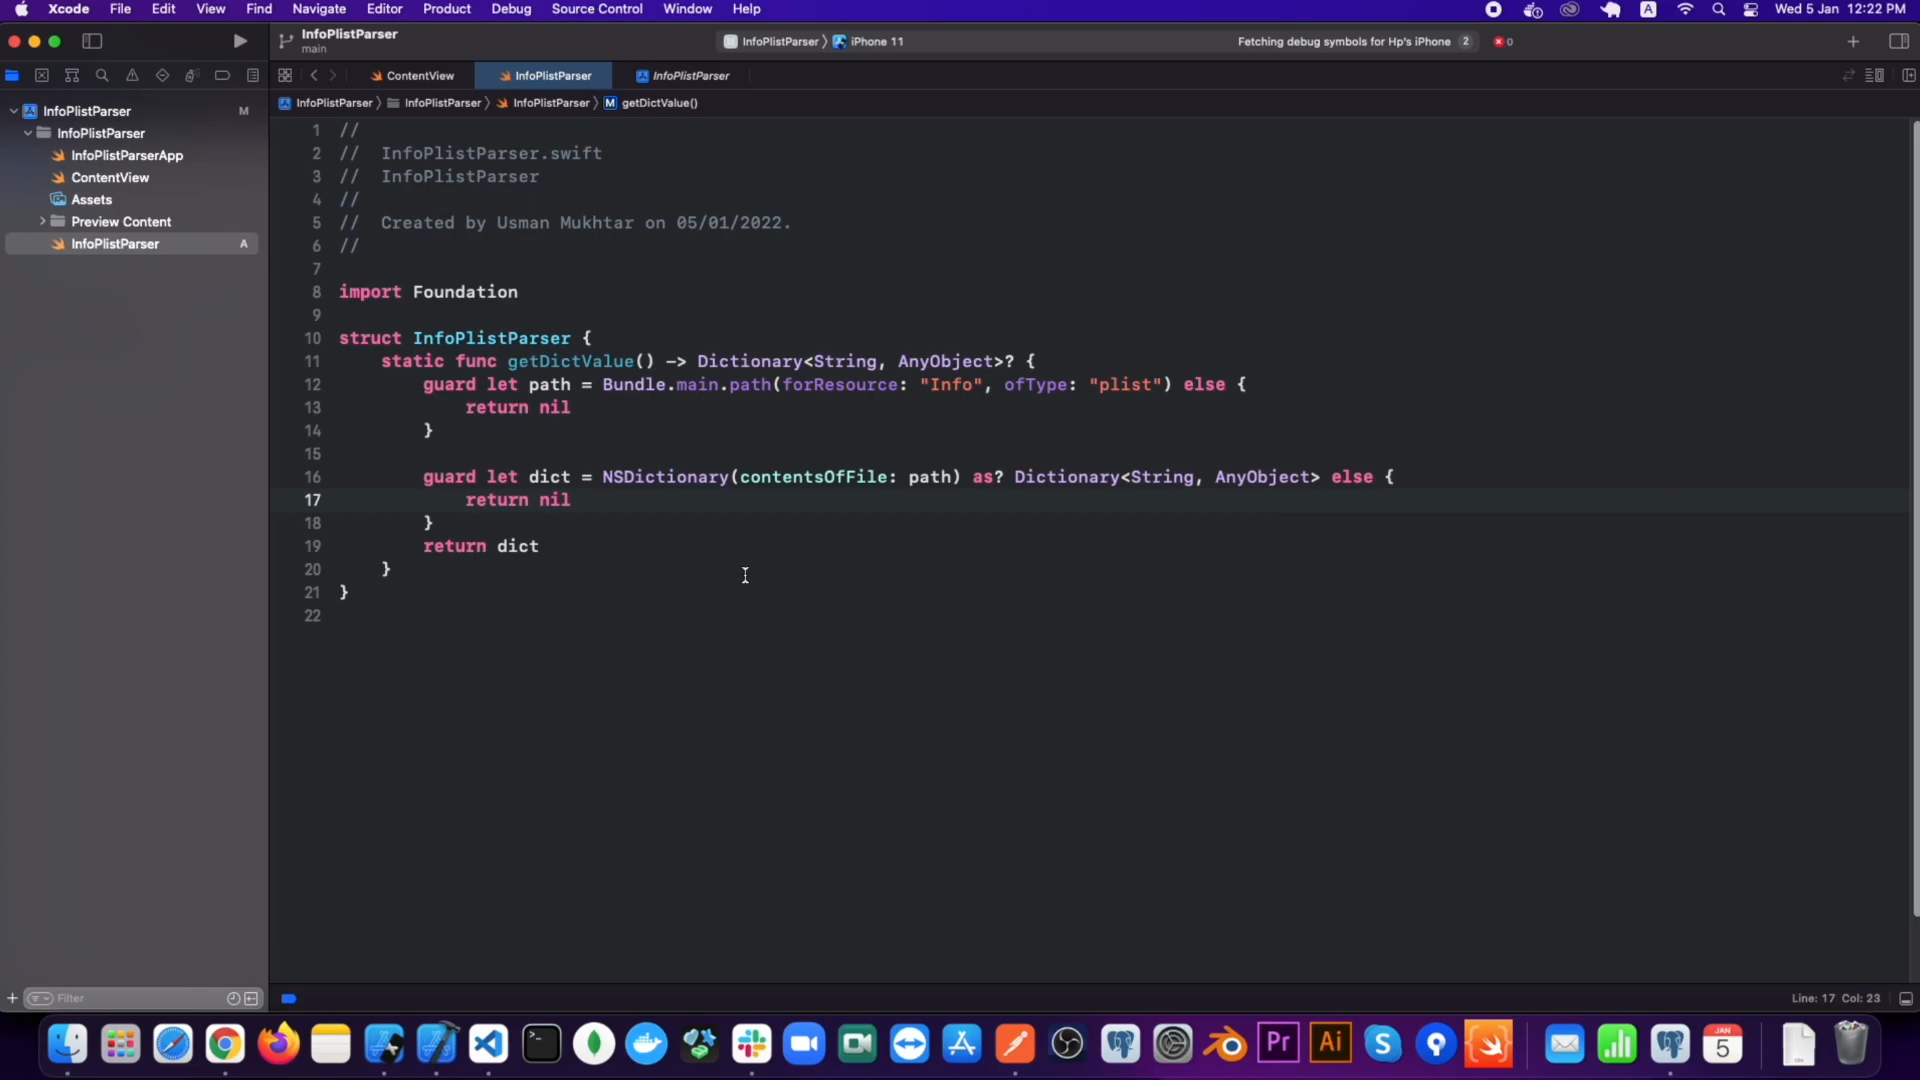 Xcode File Edit View Find Navigate Editor Product Debug Source Control Window Help A Wed 5 Jan 12:22 PM
InfoPlistParser
main
InfoPlistParser 〉 iPhone 11
Fetching debug symbols for Hp's iPhone 2 0
ContentView InfoPlistParser InfoPlistParser
InfoPlistParser 〉 InfoPlistParser 〉 InfoPlistParser 〉 M getDictValue()
InfoPlistParser M
InfoPlistParser
InfoPlistParserApp
ContentView
Assets
Preview Content
InfoPlistParser A
1 //
2 //  InfoPlistParser.swift
3 //  InfoPlistParser
4 //
5 //  Created by Usman Mukhtar on 05/01/2022.
6 //
7
8 import Foundation
9
10 struct InfoPlistParser {
11     static func getDictValue() -> Dictionary<String, AnyObject>? {
12         guard let path = Bundle.main.path(forResource: "Info", ofType: "plist") else {
13             return nil
14         }
15
16         guard let dict = NSDictionary(contentsOfFile: path) as? Dictionary<String, AnyObject> else {
17             return nil
18         }
19         return dict
20     }
21 }
22
Filter
Line: 17 Col: 23
Pr Ai S JAN 5